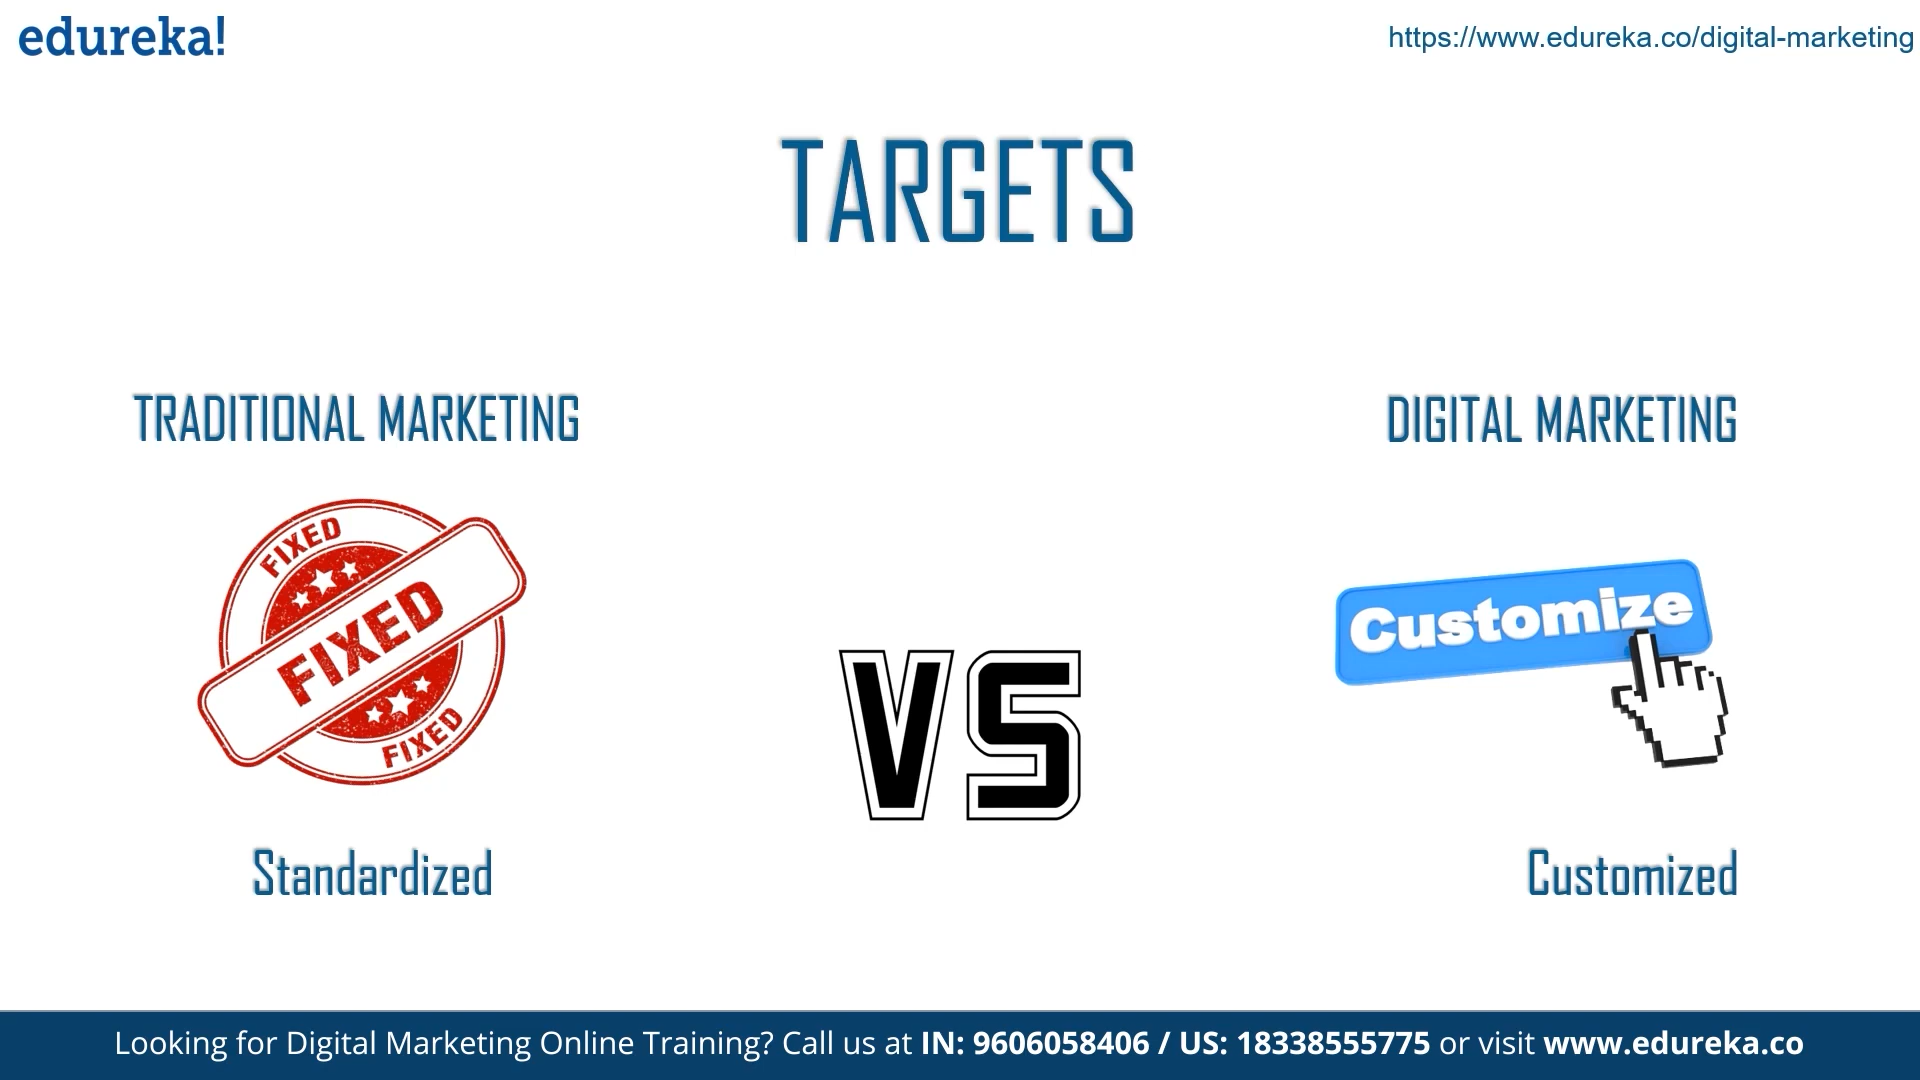 edureka!
https://www.edureka.co/digital-marketing
TARGETS
TRADITIONAL MARKETING
DIGITAL MARKETING
FIXED
FIXED
FIXED
Customize
VS
Standardized
Customized
Looking for Digital Marketing Online Training? Call us at IN: 9606058406 / US: 18338555775 or visit www.edureka.co